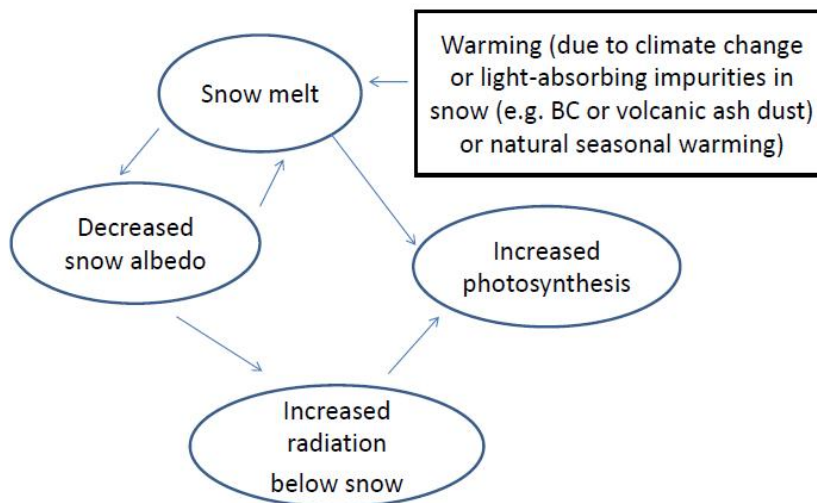 Warming (due to climate change
or light-absorbing impurities in
snow (e.g. BC or volcanic ash dust)
or natural seasonal warming)
Snow melt
Decreased
snow albedo
Increased
photosynthesis
Increased
radiation
below snow